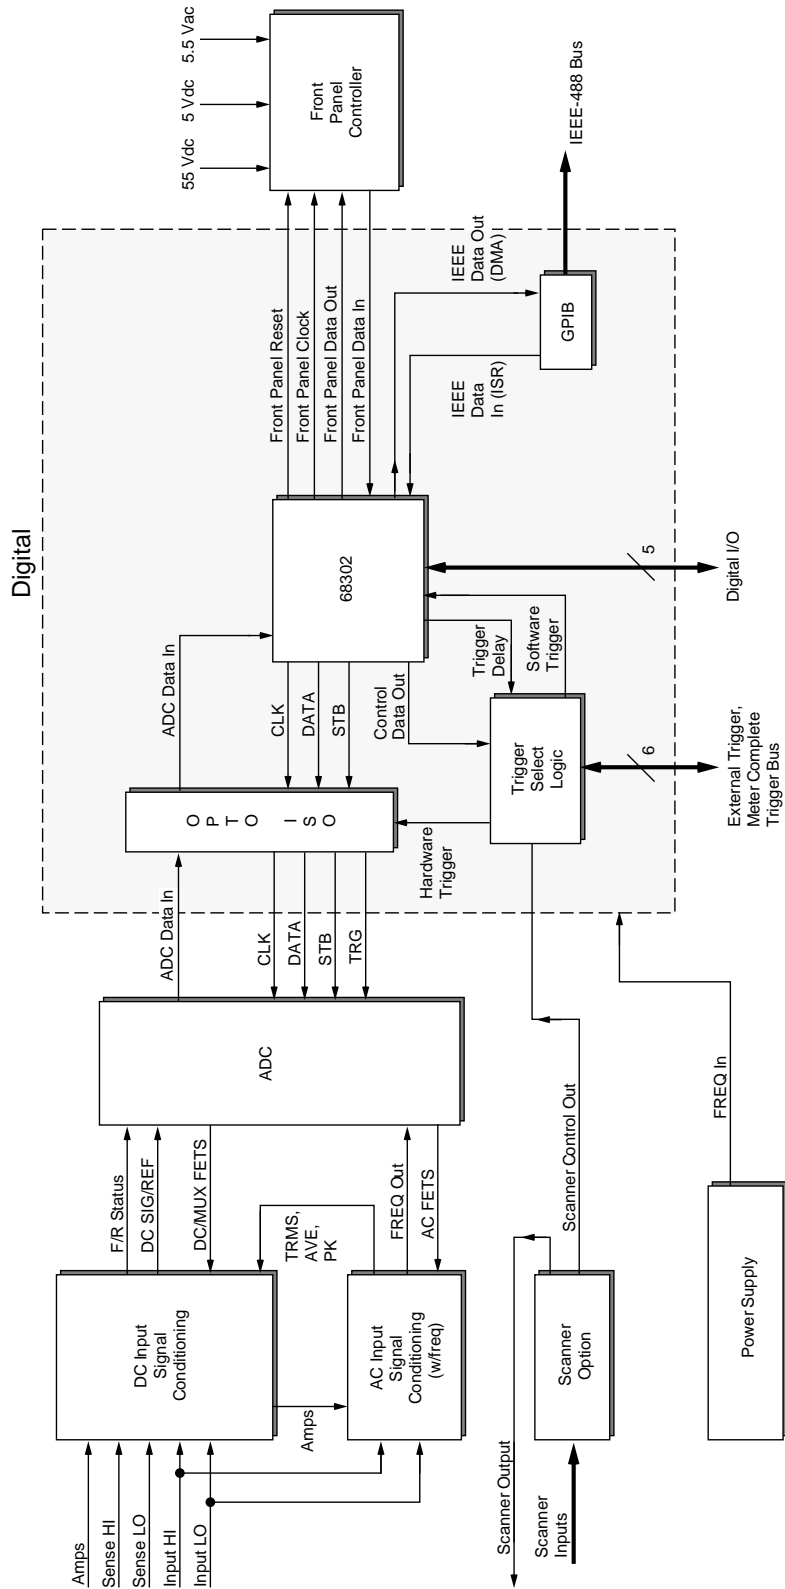 Digital
Amps
Sense HI
Sense LO
Input HI
Input LO
DC Input
Signal
Conditioning
Amps
AC Input
Signal
Conditioning
(w/freq)
F/R Status
DC SIG/REF
DC/MUX FETS
TRMS,
AVE,
PK
FREQ Out
AC FETS
ADC
ADC Data In
CLK
DATA
STB
TRG
OPTO ISO
ADC Data In
CLK
DATA
STB
Control
Data Out
Hardware
Trigger
Trigger
Select
Logic
Trigger
Delay
Software
Trigger
68302
Front Panel Reset
Front Panel Clock
Front Panel Data Out
Front Panel Data In
IEEE
Data
In (ISR)
IEEE
Data Out
(DMA)
GPIB
IEEE-488 Bus
55 Vdc
5 Vdc
5.5 Vac
Front
Panel
Controller
Scanner Output
Scanner
Inputs
Scanner
Option
Scanner Control Out
6
External Trigger,
Meter Complete
Trigger Bus
5
Digital I/O
Power Supply
FREQ In